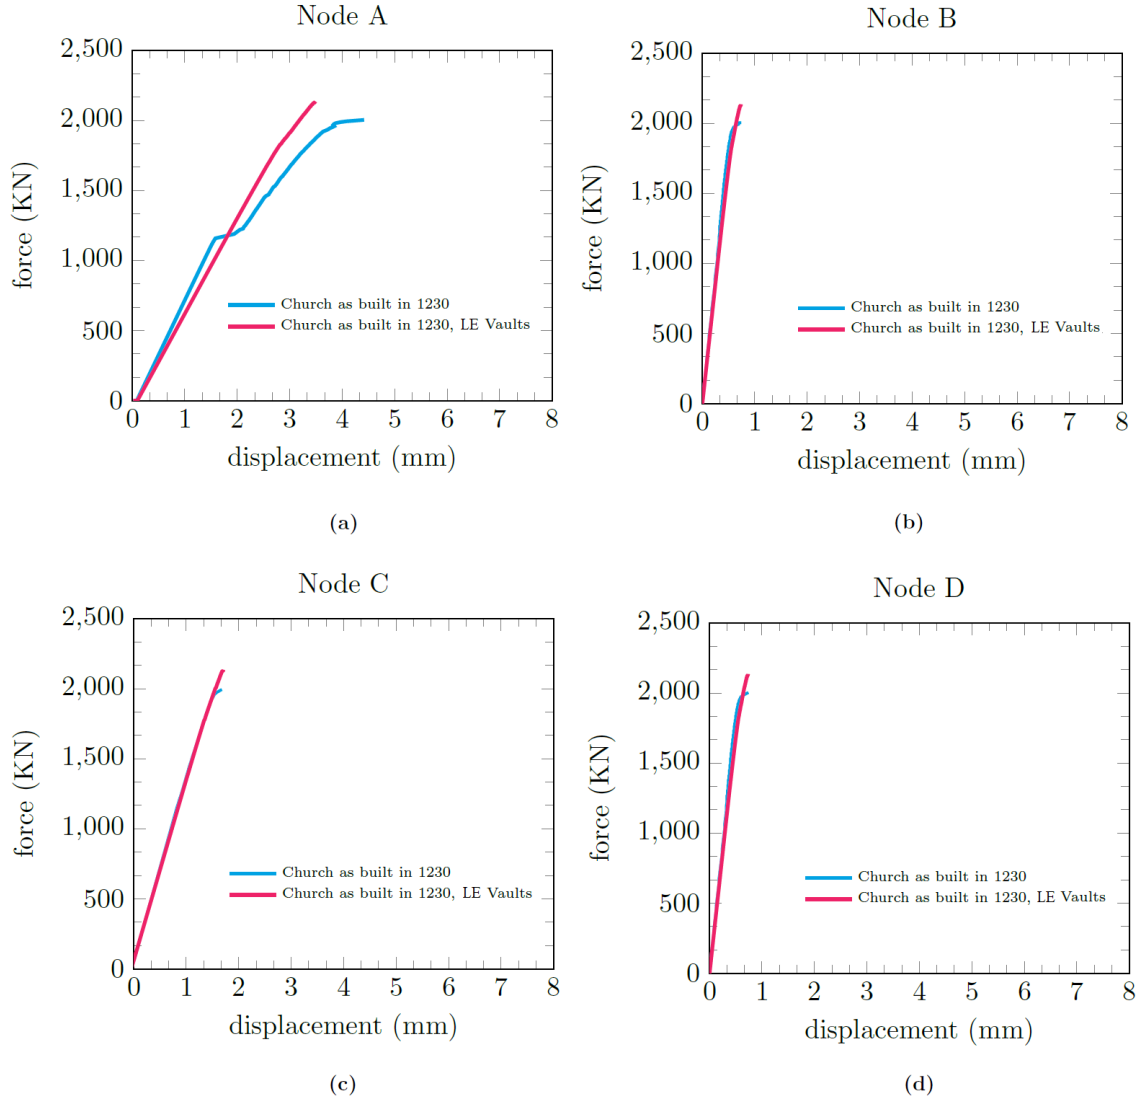 Node A
2,500
2,000
1,500
1,000
500
0
0 1 2 3 4 5 6 7 8
force (KN)
displacement (mm)
Church as built in 1230
Church as built in 1230, LE Vaults
(a)
Node B
2,500
2,000
1,500
1,000
500
0
0 1 2 3 4 5 6 7 8
force (KN)
displacement (mm)
Church as built in 1230
Church as built in 1230, LE Vaults
(b)
Node C
2,500
2,000
1,500
1,000
500
0
0 1 2 3 4 5 6 7 8
force (KN)
displacement (mm)
Church as built in 1230
Church as built in 1230, LE Vaults
(c)
Node D
2,500
2,000
1,500
1,000
500
0
0 1 2 3 4 5 6 7 8
force (KN)
displacement (mm)
Church as built in 1230
Church as built in 1230, LE Vaults
(d)